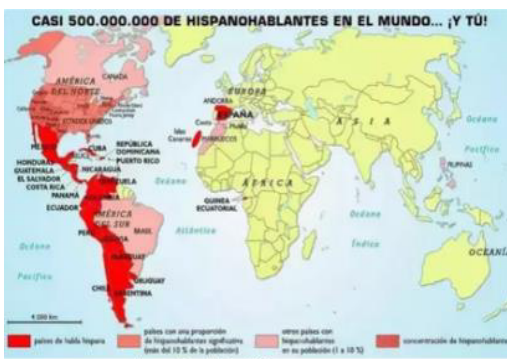 CASI 500.000.000 DE HISPANOHABLANTES EN EL MUNDO... ¡Y TÚ!
AMÉRICA
DEL NORTE
CANADÁ
ESTADOS UNIDOS
MÉXICO
CUBA
REPÚBLICA
DOMINICANA
PUERTO RICO
HONDURAS
GUATEMALA
EL SALVADOR
COSTA RICA
NICARAGUA
PANAMÁ
VENEZUELA
ECUADOR
AMÉRICA
DEL SUR
PERÚ
BRASIL
URUGUAY
CHILE
ARGENTINA
Océano
Pacífico
Océano
Atlántico
EUROPA
ANDORRA
ESPAÑA
Ceuta
Melilla
Islas
Canarias
MARRUECOS
ÁFRICA
GUINEA
ECUATORIAL
ASIA
FILIPINAS
Océano
Pacífico
Océano
Índico
OCEANÍA
4.000 km
países de habla hispana
países con una proporción
de hispanohablantes significativa
(más del 10 % de la población)
otros países con
hispanohablantes
en su población (1 a 10 %)
concentración de hispanohablantes